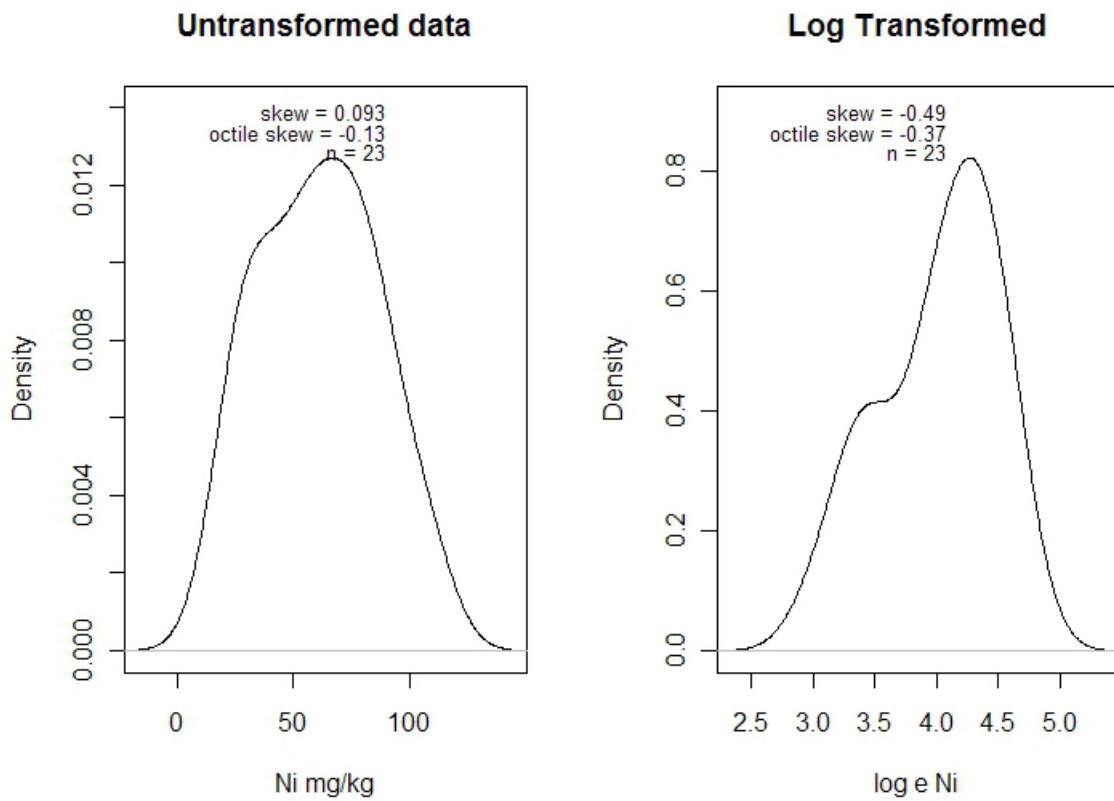 Untransformed data
skew = 0.093
octile skew = -0.13
n = 23
Density
0.000
0.004
0.008
0.012
0
50
100
Ni mg/kg
Log Transformed
skew = -0.49
octile skew = -0.37
n = 23
Density
0.0
0.2
0.4
0.6
0.8
2.5
3.0
3.5
4.0
4.5
5.0
log e Ni